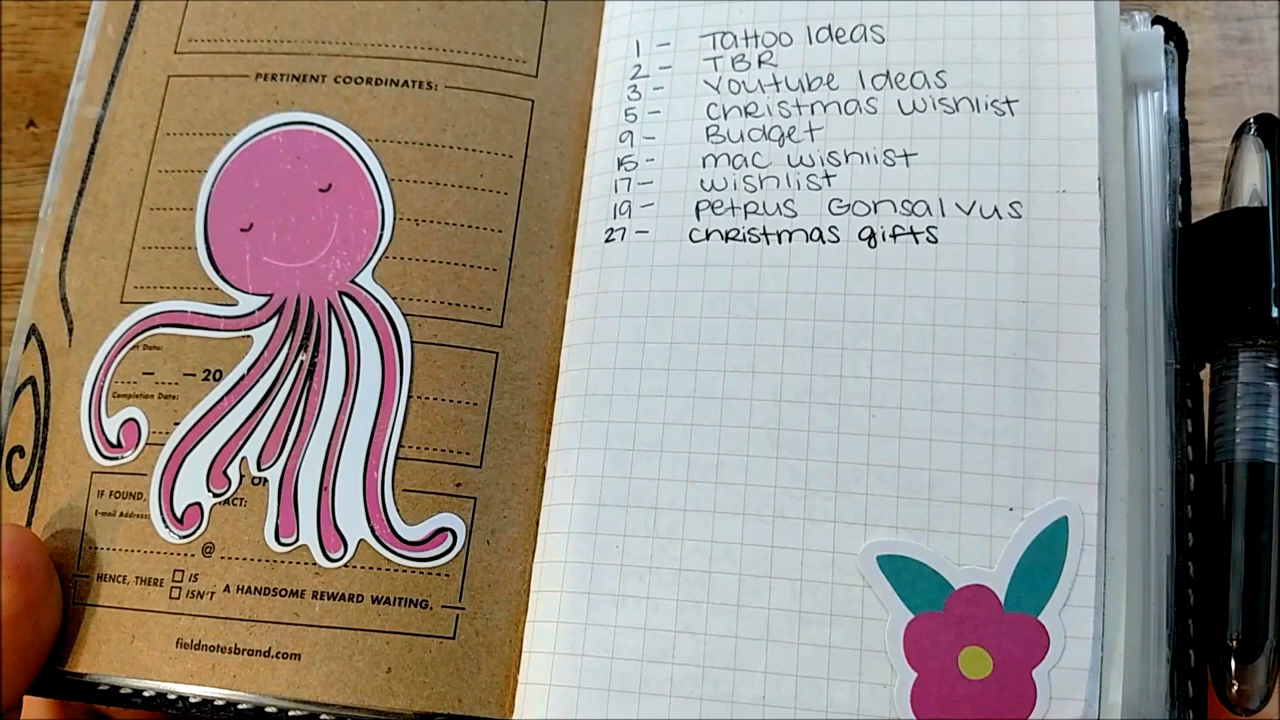 PERTINENT COORDINATES:
Date:
— — 20
Completion Date:
IF FOUND,
E-mail Address:
@
HENCE, THERE ☐ IS ☐ ISN'T A HANDSOME REWARD WAITING.
fieldnotesbrand.com
1 - Tattoo Ideas
2 - TBR
3 - Youtube Ideas
5 - Christmas wishlist
9 - Budget
15 - mac wishlist
17 - wishlist
19 - Petrus Gonsalvus
27 - Christmas gifts